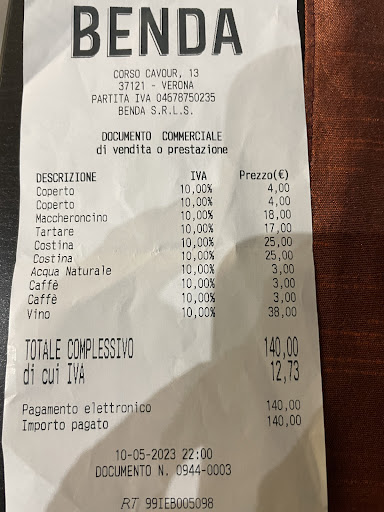 BENDA
CORSO CAVOUR, 13
37121 - VERONA
PARTITA IVA 04678750235
BENDA S.R.L.S.
DOCUMENTO COMMERCIALE
di vendita o prestazione
DESCRIZIONE IVA Prezzo(€)
Coperto 10,00% 4,00
Coperto 10,00% 4,00
Maccheroncino 10,00% 18,00
Tartare 10,00% 17,00
Costina 10,00% 25,00
Costina 10,00% 25,00
Acqua Naturale 10,00% 3,00
Caffè 10,00% 3,00
Caffè 10,00% 3,00
Vino 10,00% 38,00
TOTALE COMPLESSIVO 140,00
di cui IVA 12,73
Pagamento elettronico 140,00
Importo pagato 140,00
10-05-2023 22:00
DOCUMENTO N. 0944-0003
RT 99IEB005098